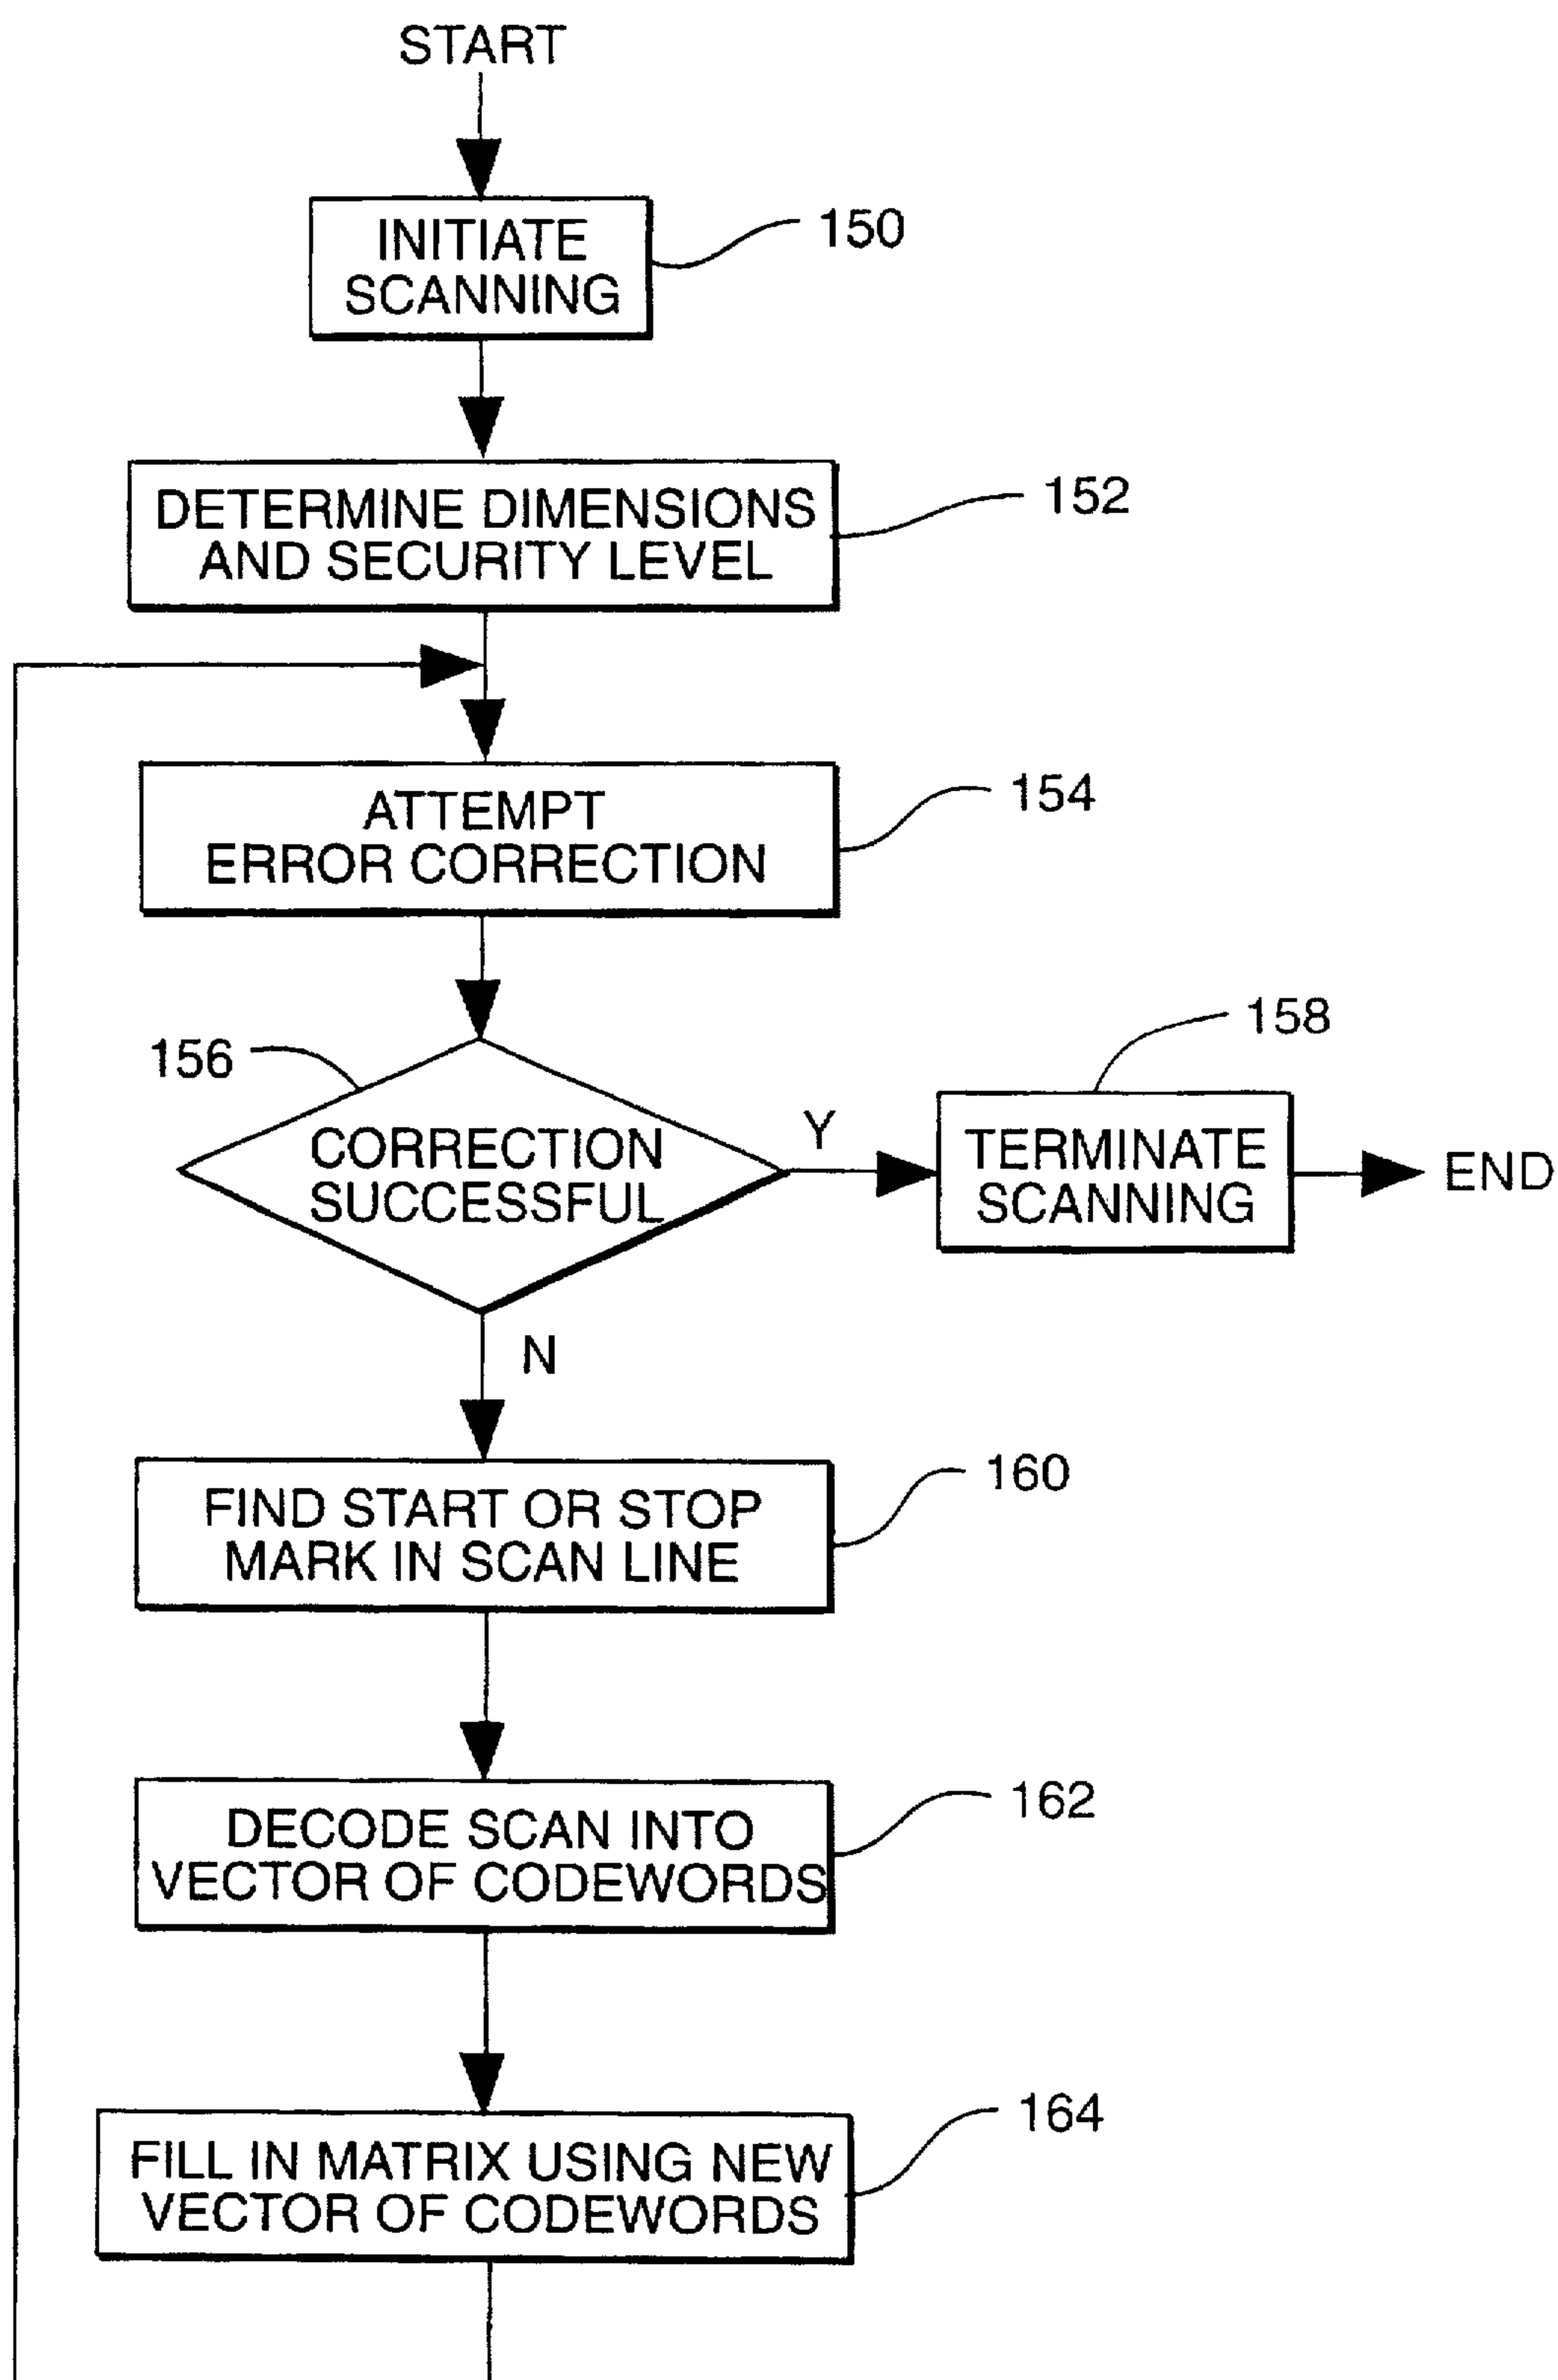 START
INITIATE
SCANNING
150
DETERMINE DIMENSIONS
AND SECURITY LEVEL
152
ATTEMPT
ERROR CORRECTION
154
156
CORRECTION
SUCCESSFUL
Y
158
TERMINATE
SCANNING
END
N
FIND START OR STOP
MARK IN SCAN LINE
160
DECODE SCAN INTO
VECTOR OF CODEWORDS
162
FILL IN MATRIX USING NEW
VECTOR OF CODEWORDS
164